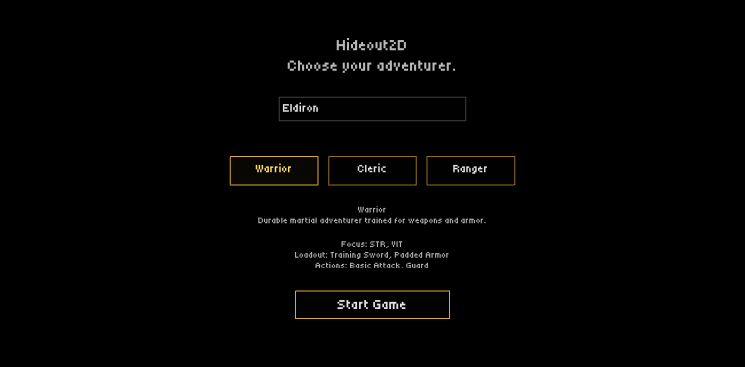 Hideout2D
Choose your adventurer.
Eldiron
Warrior
Cleric
Ranger
Warrior
Durable martial adventurer trained for weapons and armor.
Focus: STR, VIT
Loadout: Training Sword, Padded Armor
Actions: Basic Attack, Guard
Start Game